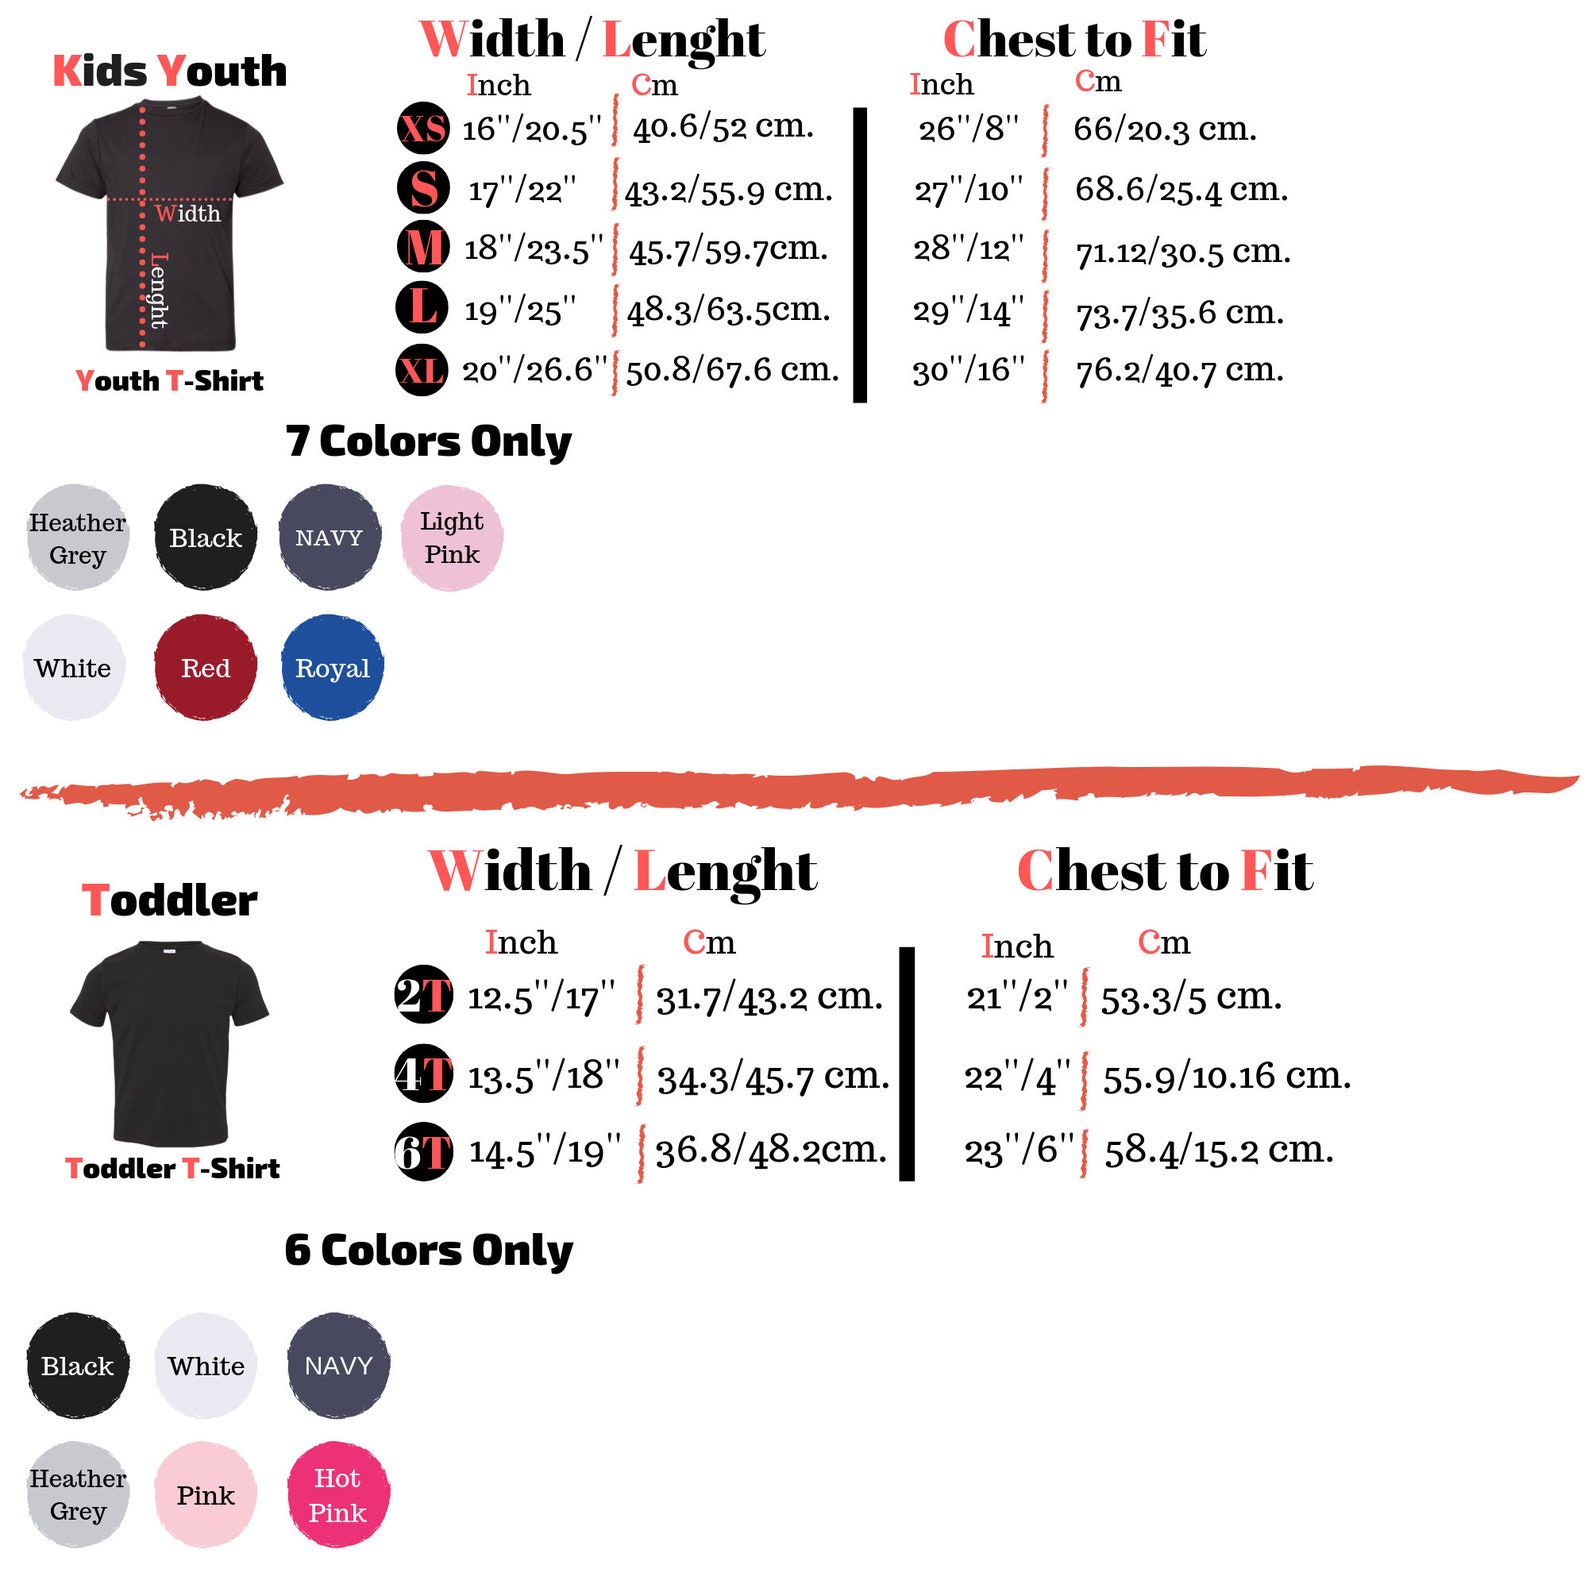 Kids Youth
Width
Lenght
Youth T-Shirt
Width / Lenght
Inch Cm
XS 16''/20.5'' 40.6/52 cm.
S 17''/22'' 43.2/55.9 cm.
M 18''/23.5'' 45.7/59.7cm.
L 19''/25'' 48.3/63.5cm.
XL 20''/26.6'' 50.8/67.6 cm.
Chest to Fit
Inch Cm
26''/8'' 66/20.3 cm.
27''/10'' 68.6/25.4 cm.
28''/12'' 71.12/30.5 cm.
29''/14'' 73.7/35.6 cm.
30''/16'' 76.2/40.7 cm.
7 Colors Only
Heather
Grey
Black
NAVY
Light
Pink
White
Red
Royal
Toddler
Toddler T-Shirt
Width / Lenght
Inch Cm
2T 12.5''/17'' 31.7/43.2 cm.
4T 13.5''/18'' 34.3/45.7 cm.
6T 14.5''/19'' 36.8/48.2cm.
Chest to Fit
Inch Cm
21''/2'' 53.3/5 cm.
22''/4'' 55.9/10.16 cm.
23''/6'' 58.4/15.2 cm.
6 Colors Only
Black
White
NAVY
Heather
Grey
Pink
Hot
Pink